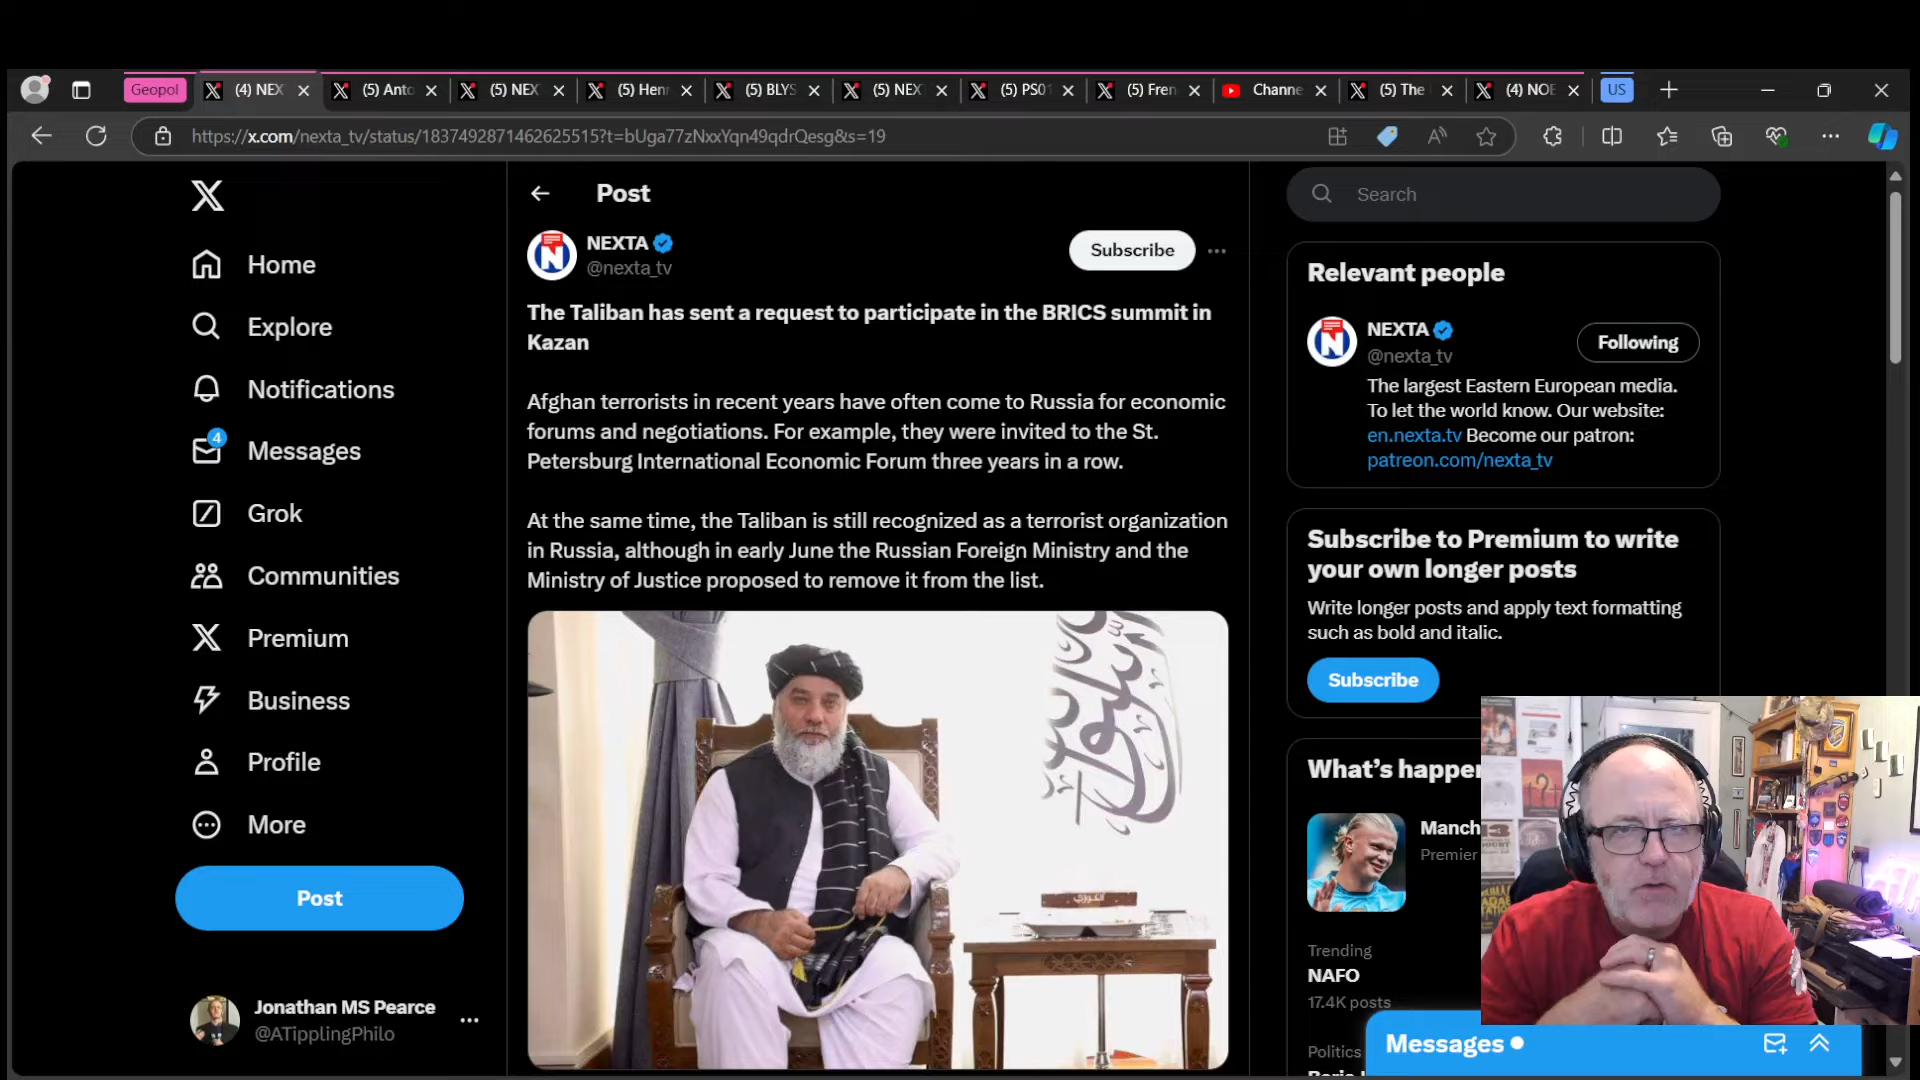 Geopol
(4) NEX
(5) Anto
(5) NEX
(5) Henr
(5) BLYS
(5) NEX
(5) PS01
(5) Fren
Channe
(5) The
(4) NOE
US
https://x.com/nexta_tv/status/1837492871462625515?t=bUga77zNxxYqn49qdrQesg&s=19
Home
Explore
Notifications
4
Messages
Grok
Communities
Premium
Business
Profile
More
Post
Jonathan MS Pearce
@ATipplingPhilo
Post
NEXTA
@nexta_tv
Subscribe
The Taliban has sent a request to participate in the BRICS summit in
Kazan
Afghan terrorists in recent years have often come to Russia for economic
forums and negotiations. For example, they were invited to the St.
Petersburg International Economic Forum three years in a row.
At the same time, the Taliban is still recognized as a terrorist organization
in Russia, although in early June the Russian Foreign Ministry and the
Ministry of Justice proposed to remove it from the list.
Search
Relevant people
NEXTA
@nexta_tv
Following
The largest Eastern European media.
To let the world know. Our website:
en.nexta.tv Become our patron:
patreon.com/nexta_tv
Subscribe to Premium to write
your own longer posts
Write longer posts and apply text formatting
such as bold and italic.
Subscribe
What's happen
Manch
Premier
Trending
NAFO
17.4K posts
Politics
Messages